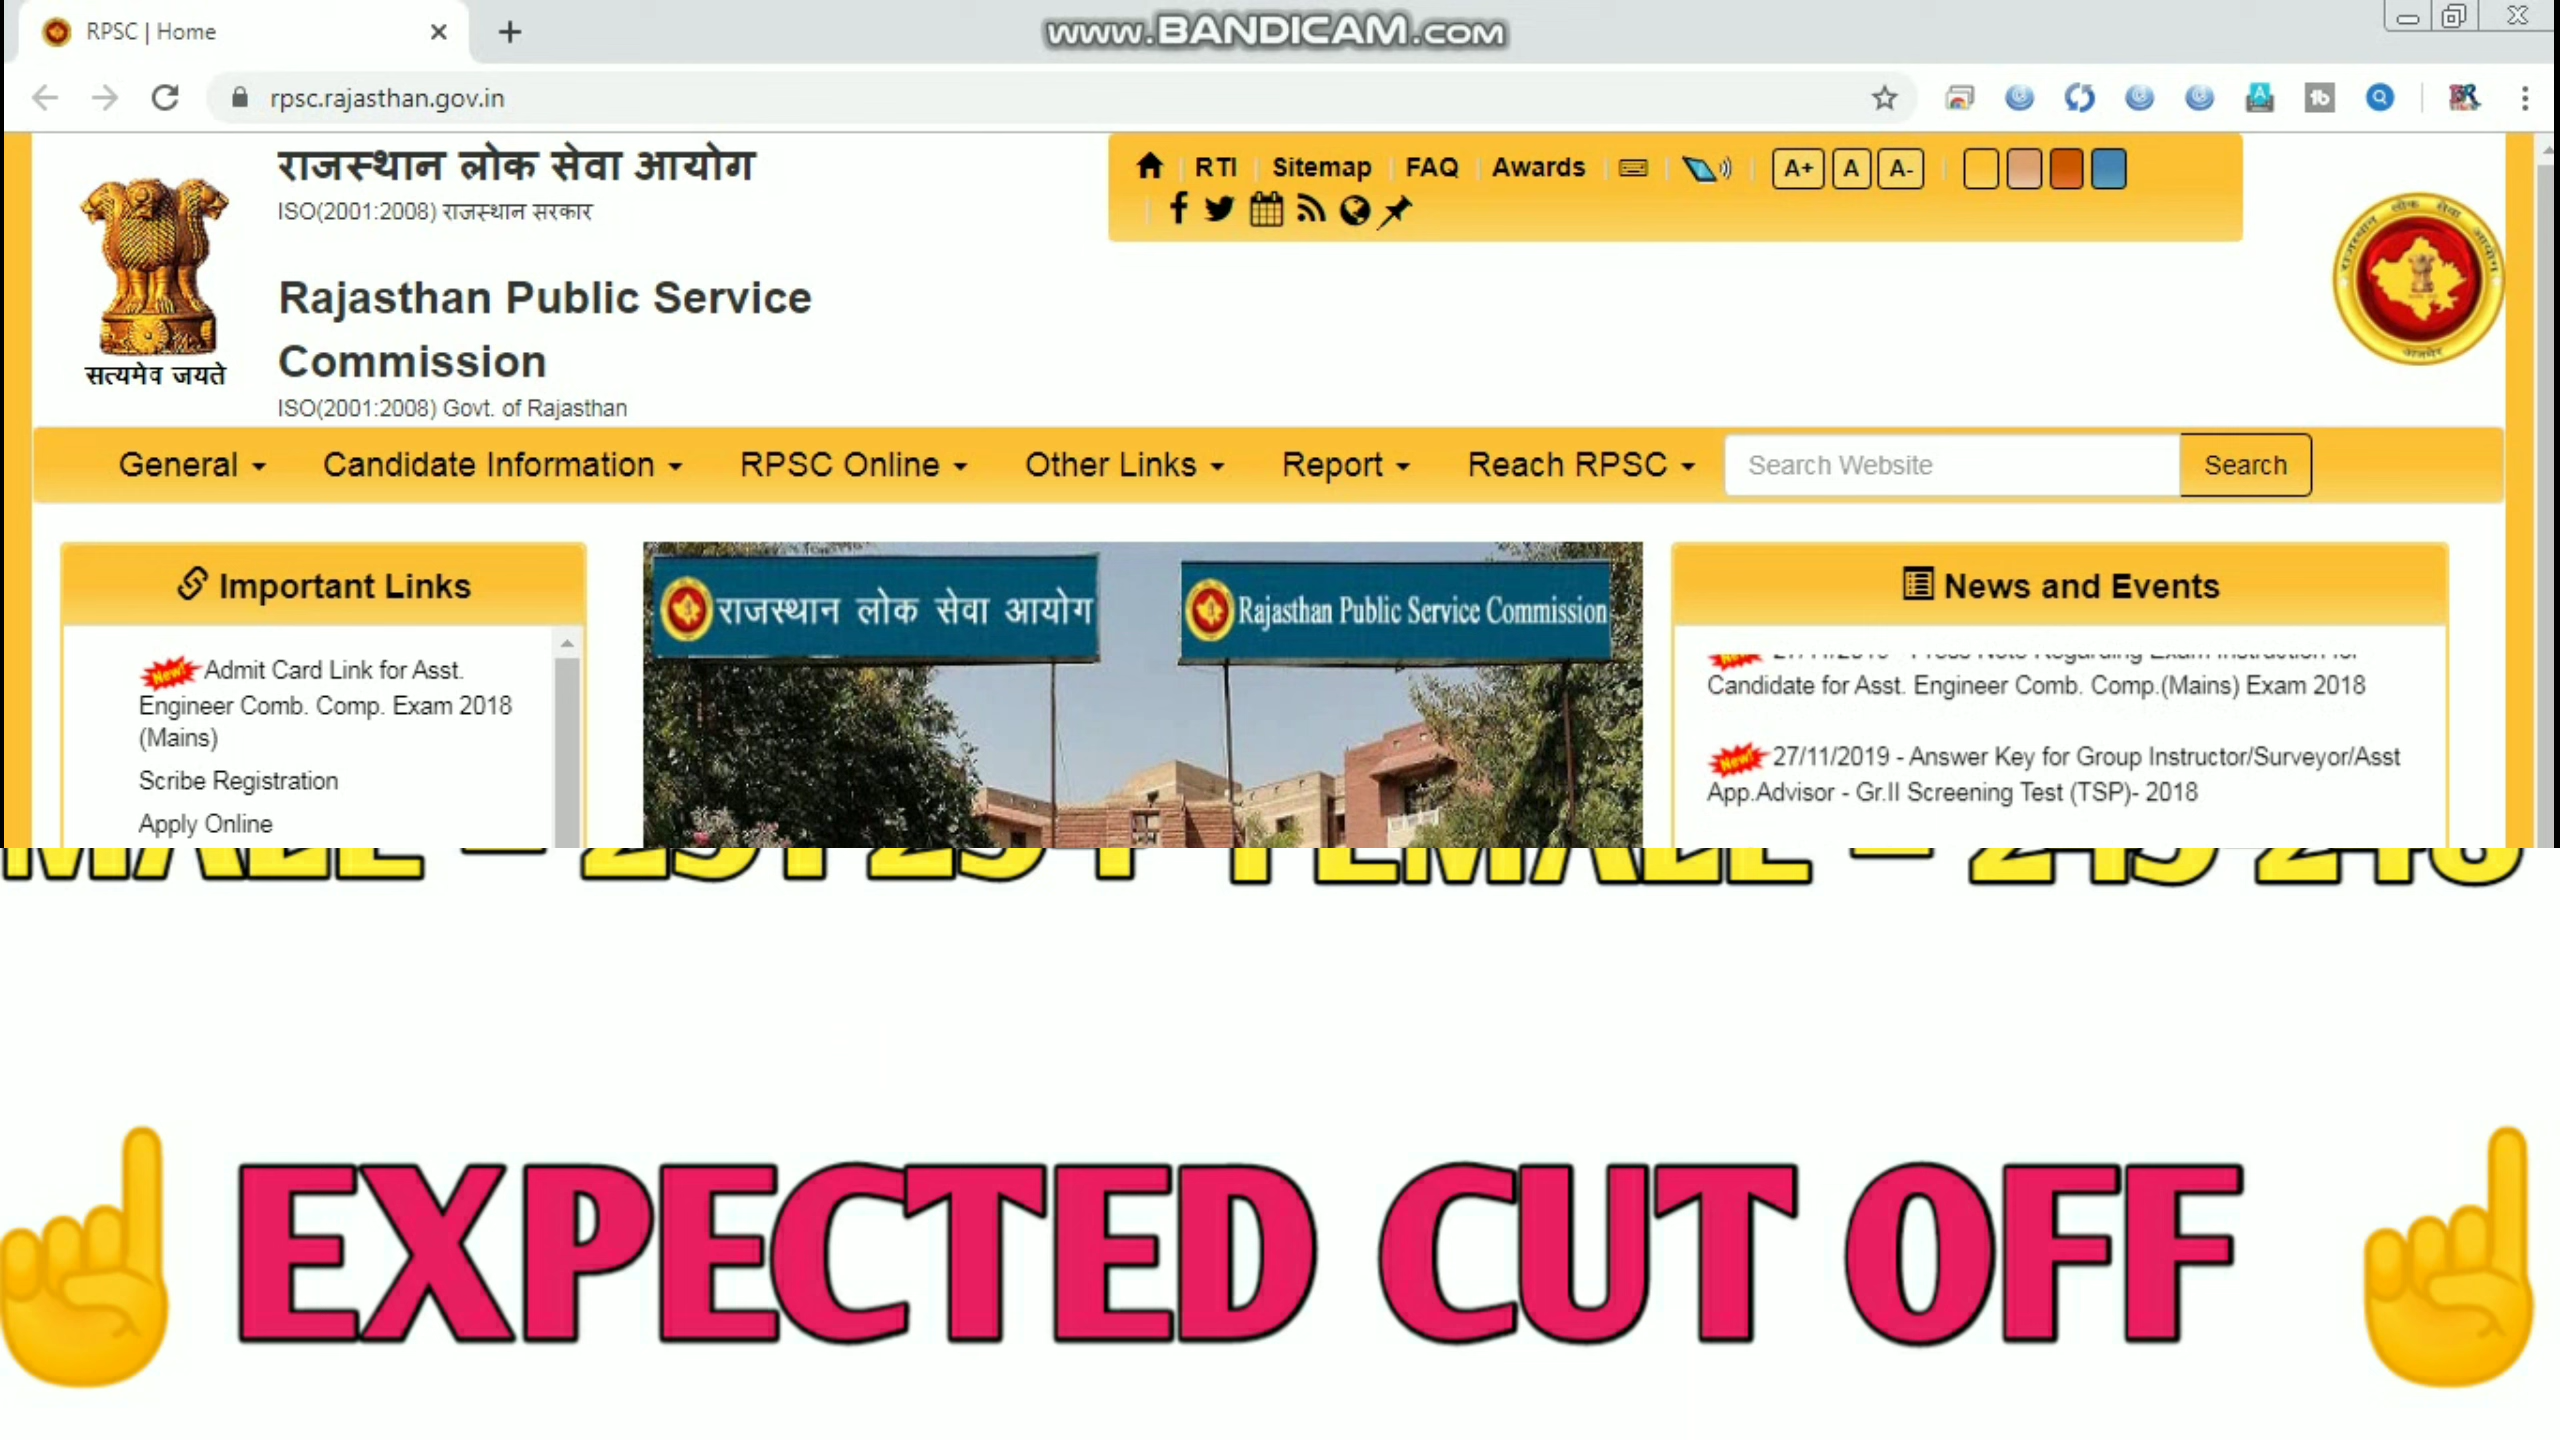 RPSC | Home
www.BANDICAM.com
rpsc.rajasthan.gov.in
राजस्थान लोक सेवा आयोग
ISO(2001:2008) राजस्थान सरकार
Rajasthan Public Service
Commission
ISO(2001:2008) Govt. of Rajasthan
सत्यमेव जयते
RTI Sitemap FAQ Awards A+ A A-
राजस्थान लोक सेवा आयोग
General Candidate Information RPSC Online Other Links Report Reach RPSC Search Website Search
Important Links
New! Admit Card Link for Asst.
Engineer Comb. Comp. Exam 2018
(Mains)
Scribe Registration
Apply Online
राजस्थान लोक सेवा आयोग
Rajasthan Public Service Commission
News and Events
Candidate for Asst. Engineer Comb. Comp.(Mains) Exam 2018
New! 27/11/2019 - Answer Key for Group Instructor/Surveyor/Asst
App.Advisor - Gr.II Screening Test (TSP)- 2018
EXPECTED CUT OFF